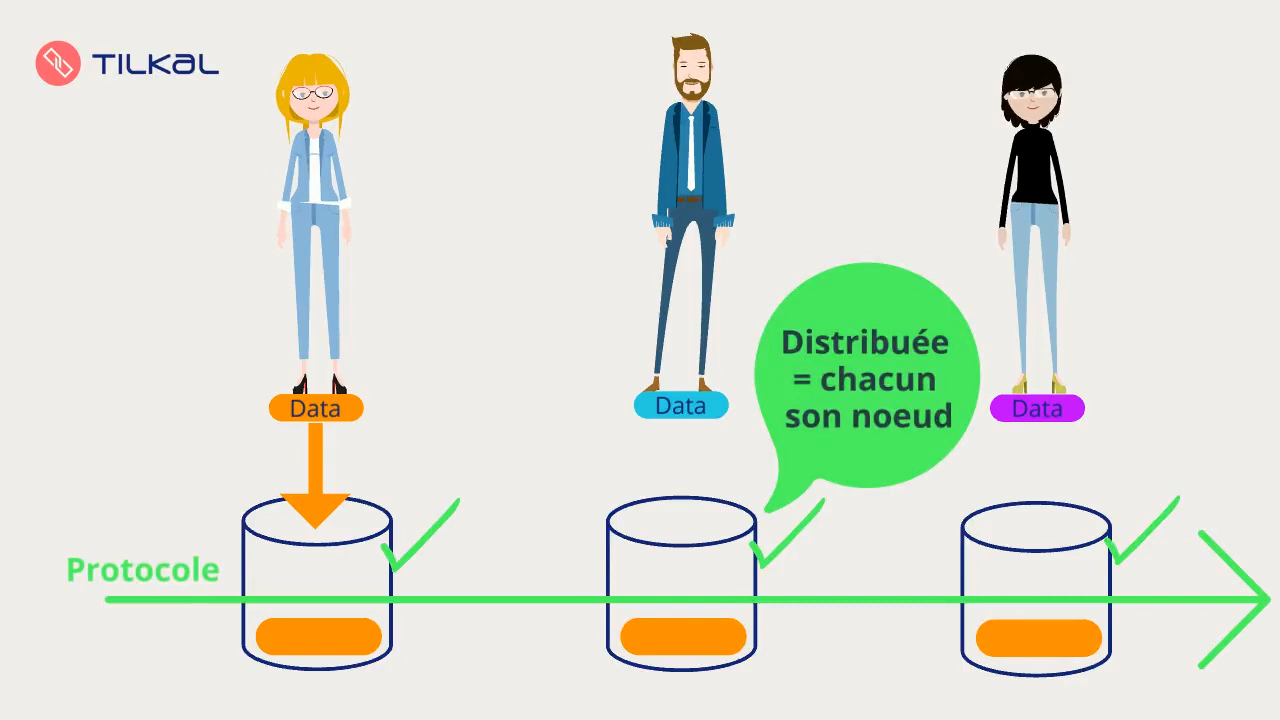 TILKAL
Distribuée
= chacun
son noeud
Data
Data
Data
Protocole